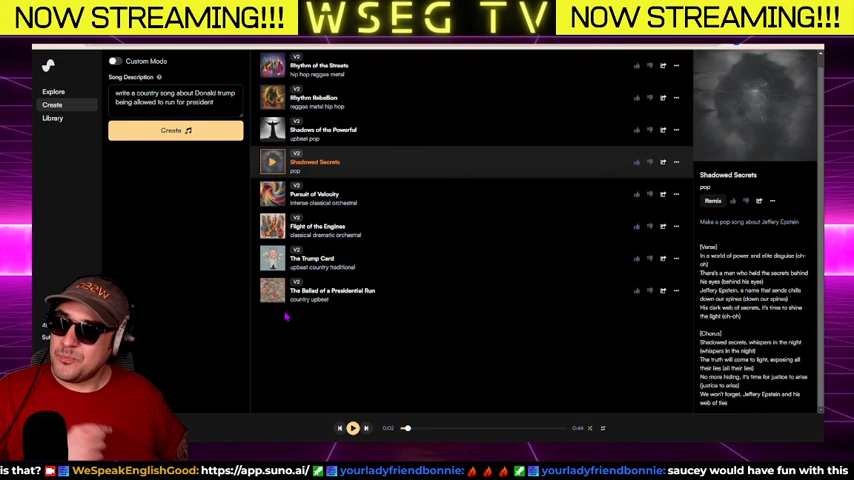 NOW STREAMING!!!
WSEG TV
NOW STREAMING!!!
Explore
Create
Library
Custom Mode
Song Description
write a country song about Donald trump
being allowed to run for president
Create
V2
Rhythm of the Streets
hip hop reggae metal
V2
Rhythm Rebellion
reggae metal hip hop
V2
Shadows of the Powerful
upbeat pop
V2
Shadowed Secrets
pop
V2
Pursuit of Velocity
intense classical orchestral
V2
Flight of the Engines
classical dramatic orchestral
V2
The Trump Card
upbeat country traditional
V2
The Ballad of a Presidential Run
country upbeat
Shadowed Secrets
pop
Remix
Make a pop song about Jeffery Epstein
[Verse]
In a world of power and elite disguise (oh-
oh)
There's a man who held the secrets behind
his eyes (behind his eyes)
Jeffery Epstein, a name that sends chills
down our spines (down our spines)
His dark web of secrets, it's time to shine
the light (oh-oh)
[Chorus]
Shadowed secrets, whispers in the night
(whispers in the night)
The truth will come to light, exposing all
their lies (all their lies)
No more hiding, it's time for justice to arise
(justice to arise)
We won't forget, Jeffery Epstein and his
web of lies
0:02
0:44
is that? WeSpeakEnglishGood: https://app.suno.ai/ yourladyfriendbonnie: yourladyfriendbonnie: saucey would have fun with this